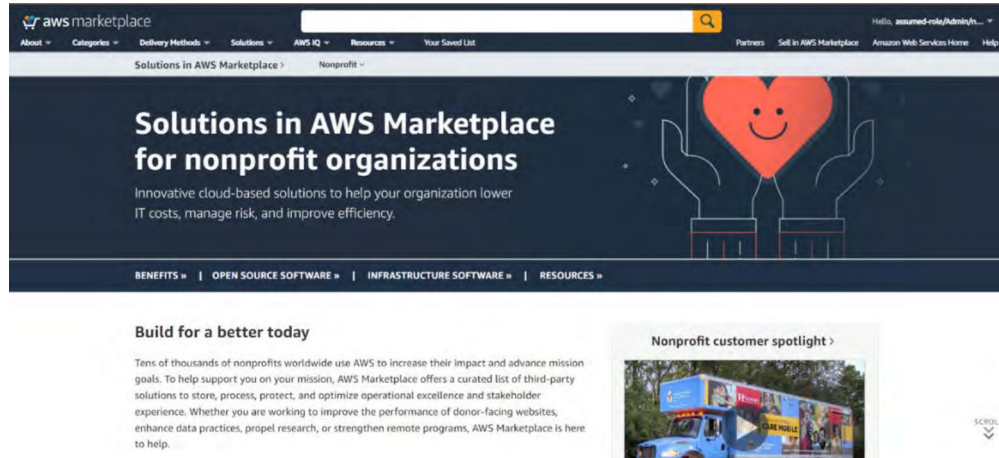 aws marketplace
Hello, assumed-role/Admin/n...
About Categories Delivery Methods Solutions AWS IQ Resources Your Saved List Partners Sell in AWS Marketplace Amazon Web Services Home Help
Solutions in AWS Marketplace > Nonprofit
Solutions in AWS Marketplace
for nonprofit organizations
Innovative cloud-based solutions to help your organization lower
IT costs, manage risk, and improve efficiency.
BENEFITS » | OPEN SOURCE SOFTWARE » | INFRASTRUCTURE SOFTWARE » | RESOURCES »
Build for a better today
Tens of thousands of nonprofits worldwide use AWS to increase their impact and advance mission
goals. To help support you on your mission, AWS Marketplace offers a curated list of third-party
solutions to store, process, protect, and optimize operational excellence and stakeholder
experience. Whether you are working to improve the performance of donor-facing websites,
enhance data practices, propel research, or strengthen remote programs, AWS Marketplace is here
to help.
Nonprofit customer spotlight >
CARE MOBILE
SCROL